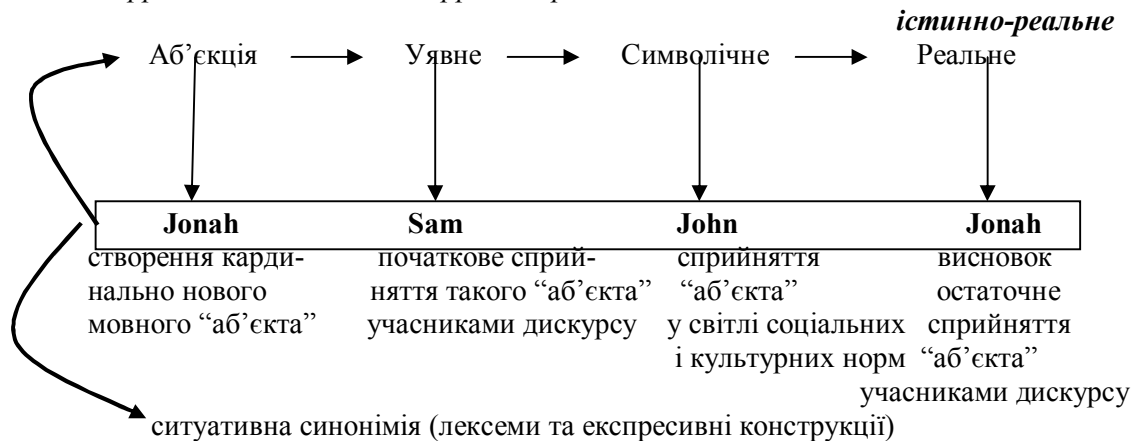 істинно-реальне
Аб’єкція Уявне Символічне Реальне
Jonah Sam John Jonah
створення карди- початкове сприй- сприйняття висновок
нально нового няття такого “аб’єкта” “аб’єкта” остаточне
мовного “аб’єкта” учасниками дискурсу у світлі соціальних сприйняття
і культурних норм “аб’єкта”
учасниками дискурсу
ситуативна синонімія (лексеми та експресивні конструкції)